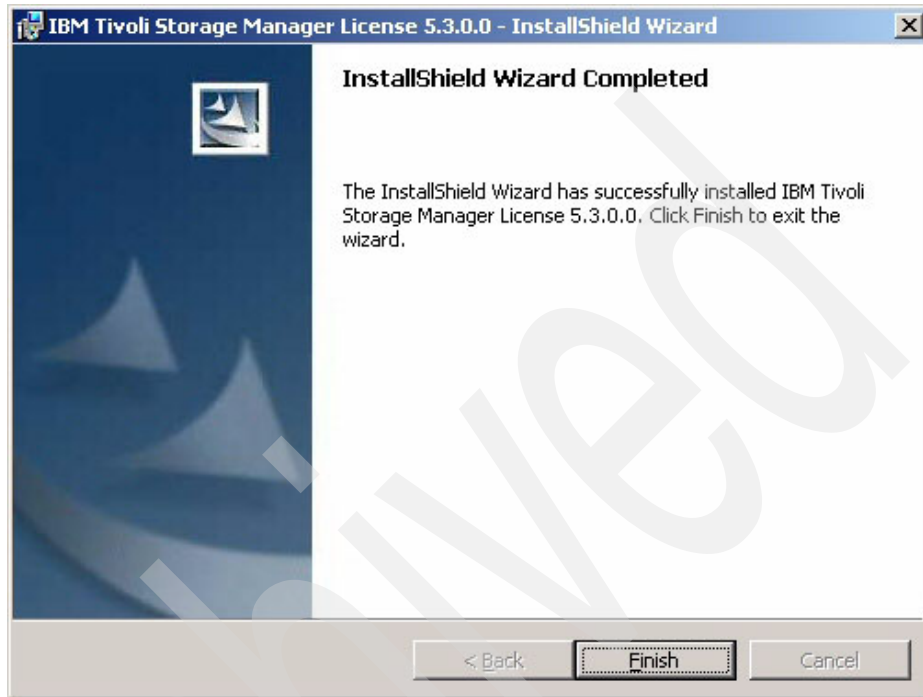 IBM Tivoli Storage Manager License 5.3.0.0 - InstallShield Wizard
InstallShield Wizard Completed
The InstallShield Wizard has successfully installed IBM Tivoli
Storage Manager License 5.3.0.0. Click Finish to exit the
wizard.
< Back
Finish
Cancel